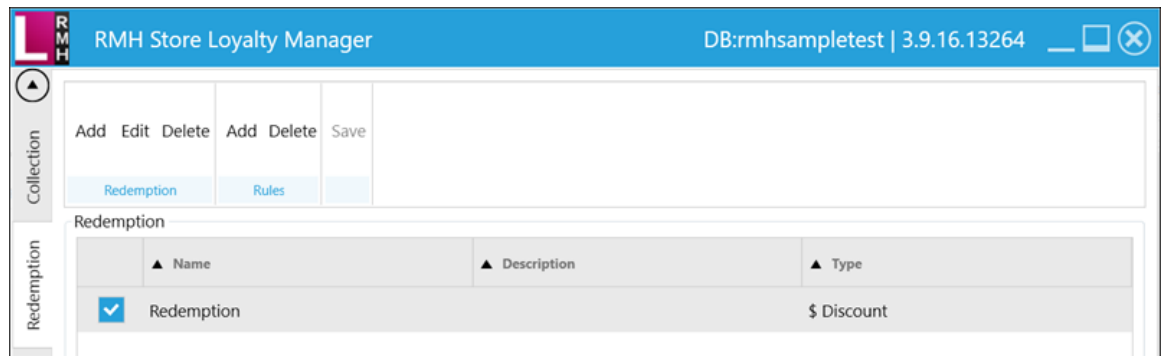 L RMH RMH Store Loyalty Manager DB:rmhsampletest | 3.9.16.13264
Collection
Redemption
Add Edit Delete Add Delete Save
Redemption Rules
Redemption
Name Description Type
Redemption $ Discount